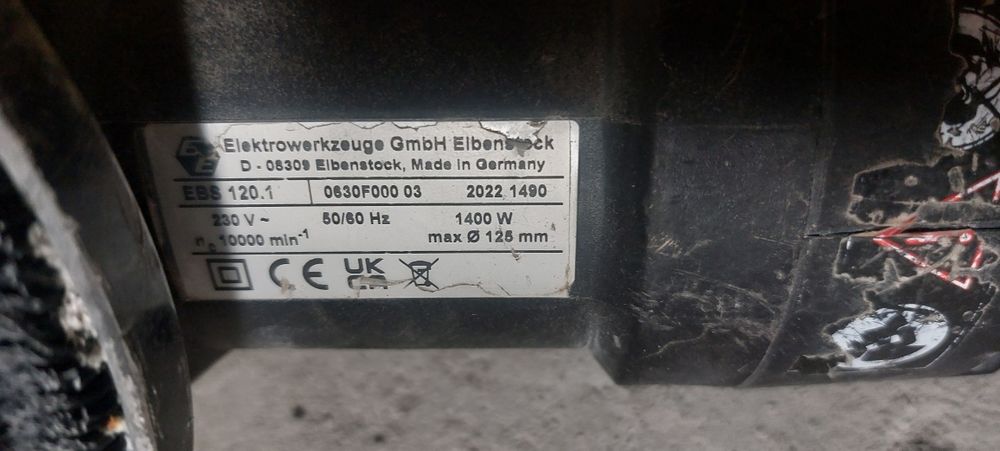 Elektrowerkzeuge GmbH Eibenstock
D - 08309 Eibenstock, Made in Germany
EBS 120.1 0630F000 03 2022 1490
230 V ~ 50/60 Hz 1400 W
n₀ 10000 min⁻¹ max Ø 125 mm
CE UK CA